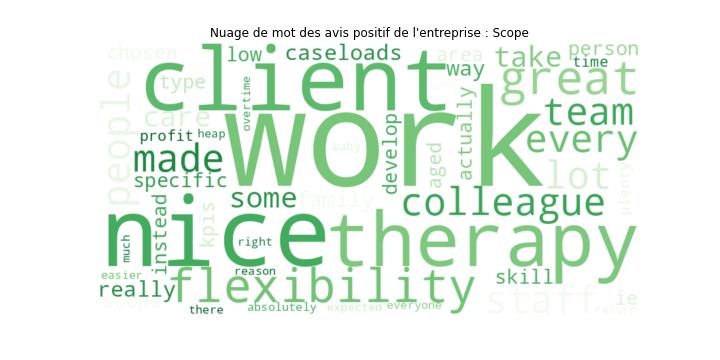 Nuage de mot des avis positif de l'entreprise : Scope
chosen
low
caseloads
area
take
person
time
people
type
client
overtime
way
great
care
work
actually
team
profit
heap
baby
develop
every
made
aged
lot
specific
plenty
some
family
colleague
instead
kpis
nice
therapy
much
right
easier
reason
skill
really
flexibility
staff
ie
there
absolutely
expected
everyone
return